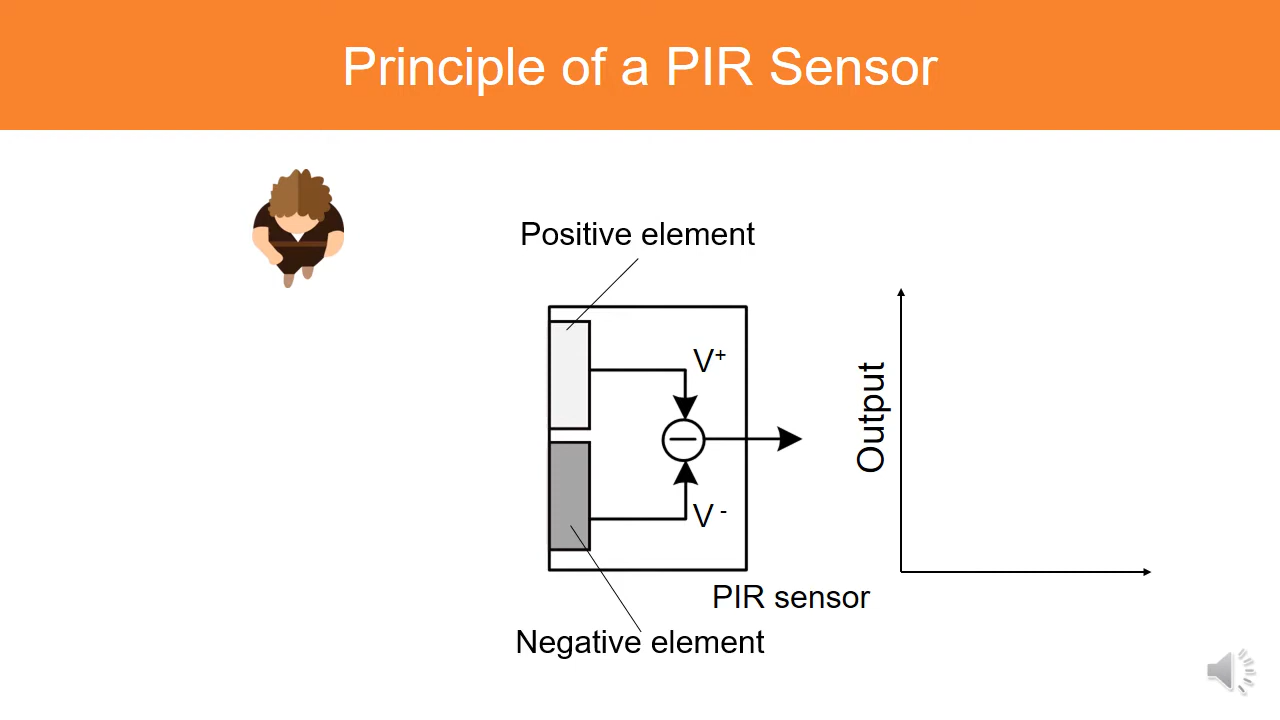 Principle of a PIR Sensor
Positive element
V+
Output
V -
PIR sensor
Negative element